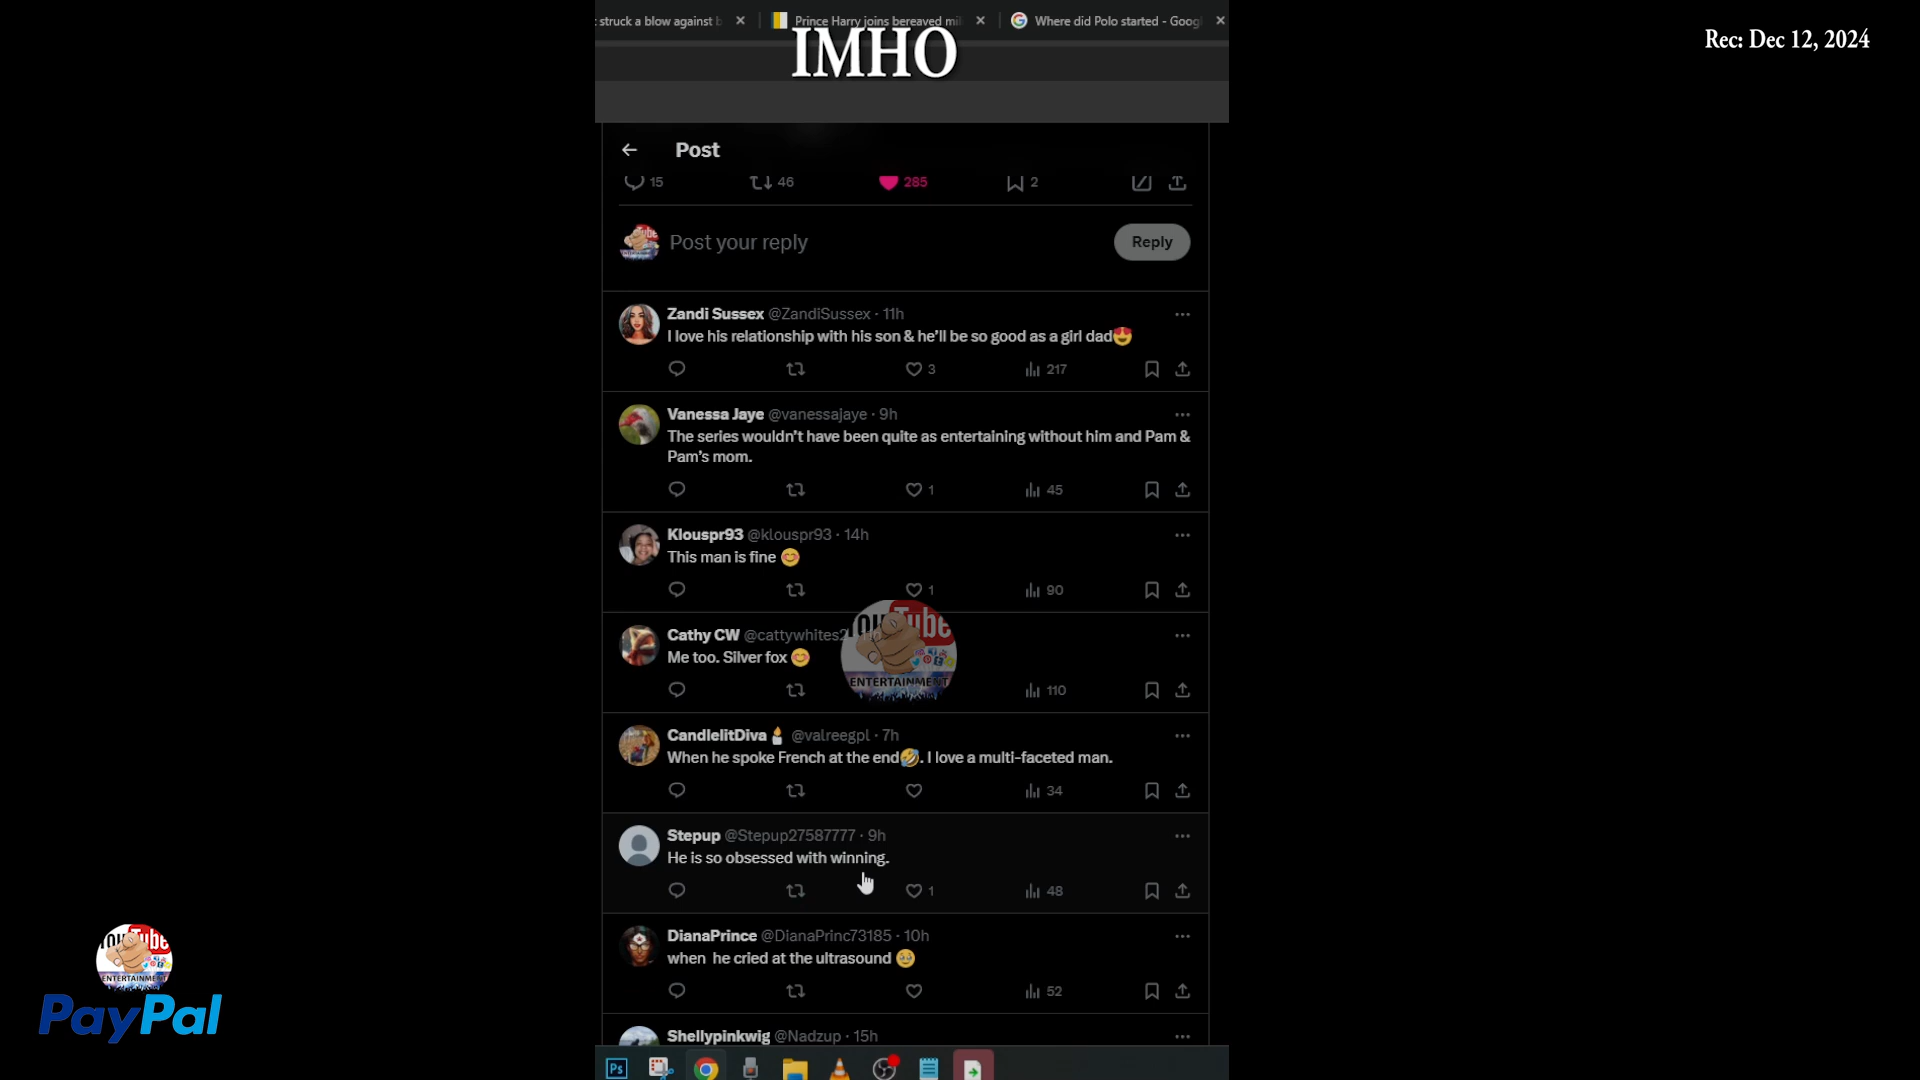 struck a blow against
Prince Harry joins bereaved mil
Where did Polo started - Goog
IMHO
Rec: Dec 12, 2024
Post
15
46
285
2
Post your reply
Reply
Zandi Sussex @ZandiSussex · 11h
I love his relationship with his son & he'll be so good as a girl dad😍
3
217
Vanessa Jaye @vanessajaye · 9h
The series wouldn't have been quite as entertaining without him and Pam &
Pam's mom.
1
45
Klouspr93 @klouspr93 · 14h
This man is fine 😊
1
90
Cathy CW @cattywhites2
Me too. Silver fox 😊
110
YouTube
ENTERTAINMENT
CandlelitDiva🕯️ @valreegpl · 7h
When he spoke French at the end🤣. I love a multi-faceted man.
34
Stepup @Stepup27587777 · 9h
He is so obsessed with winning.
1
48
DianaPrince @DianaPrinc73185 · 10h
when he cried at the ultrasound 🥹
52
Shellypinkwig @Nadzup · 15h
YouTube
ENTERTAINMENT
PayPal
Ps